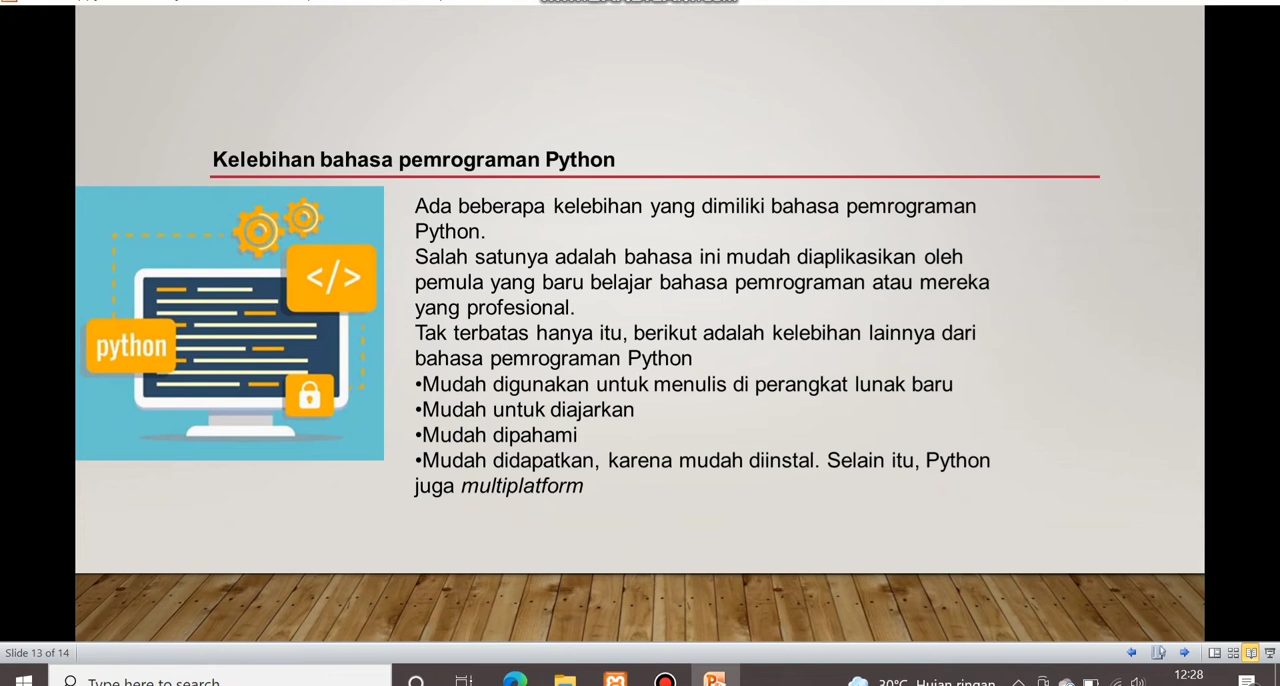 Kelebihan bahasa pemrograman Python
</>
python
Ada beberapa kelebihan yang dimiliki bahasa pemrograman
Python.
Salah satunya adalah bahasa ini mudah diaplikasikan oleh
pemula yang baru belajar bahasa pemrograman atau mereka
yang profesional.
Tak terbatas hanya itu, berikut adalah kelebihan lainnya dari
bahasa pemrograman Python
•Mudah digunakan untuk menulis di perangkat lunak baru
•Mudah untuk diajarkan
•Mudah dipahami
•Mudah didapatkan, karena mudah diinstal. Selain itu, Python
juga multiplatform
Slide 13 of 14
Type here to search
30°C Hujan ringan
12:28